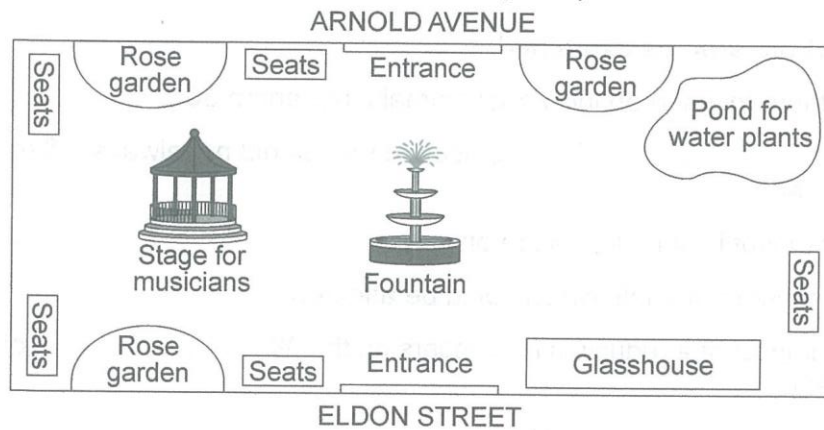 ARNOLD AVENUE
Seats
Rose
garden
Seats
Entrance
Rose
garden
Pond for
water plants
Stage for
musicians
Fountain
Seats
Seats
Rose
garden
Seats
Entrance
Glasshouse
ELDON STREET